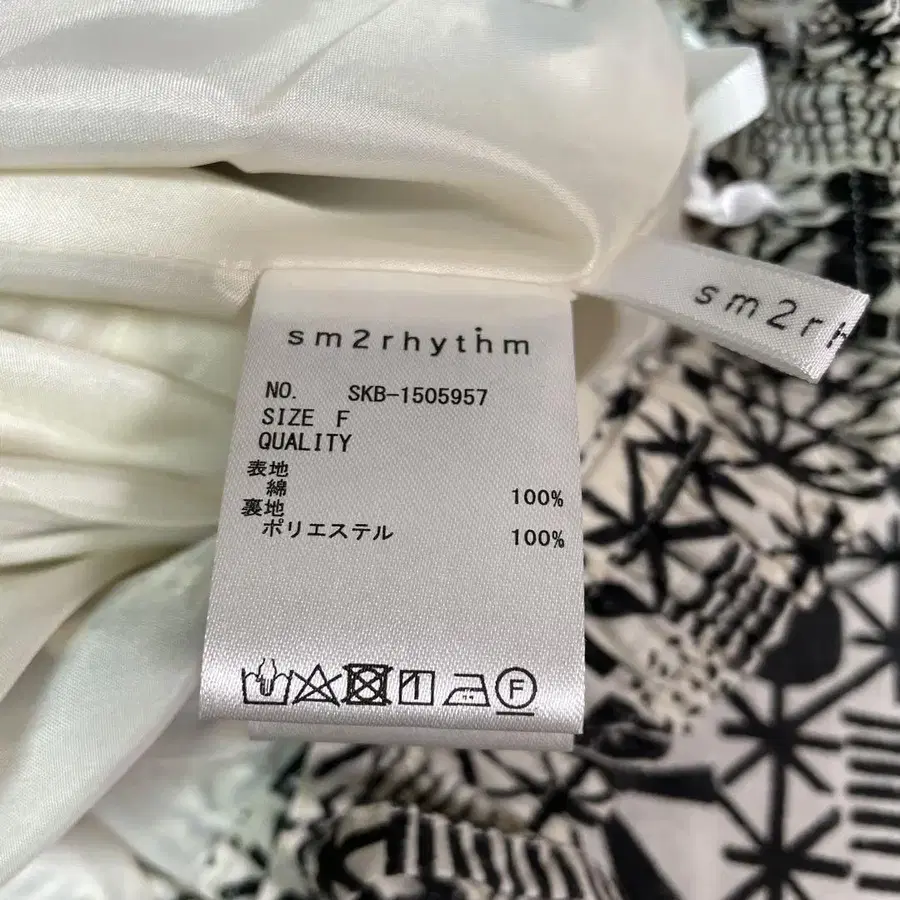 sm2rhythm
NO. SKB-1505957
SIZE F
QUALITY
表地
綿 100%
裏地
ポリエステル 100%
F
sm2rh